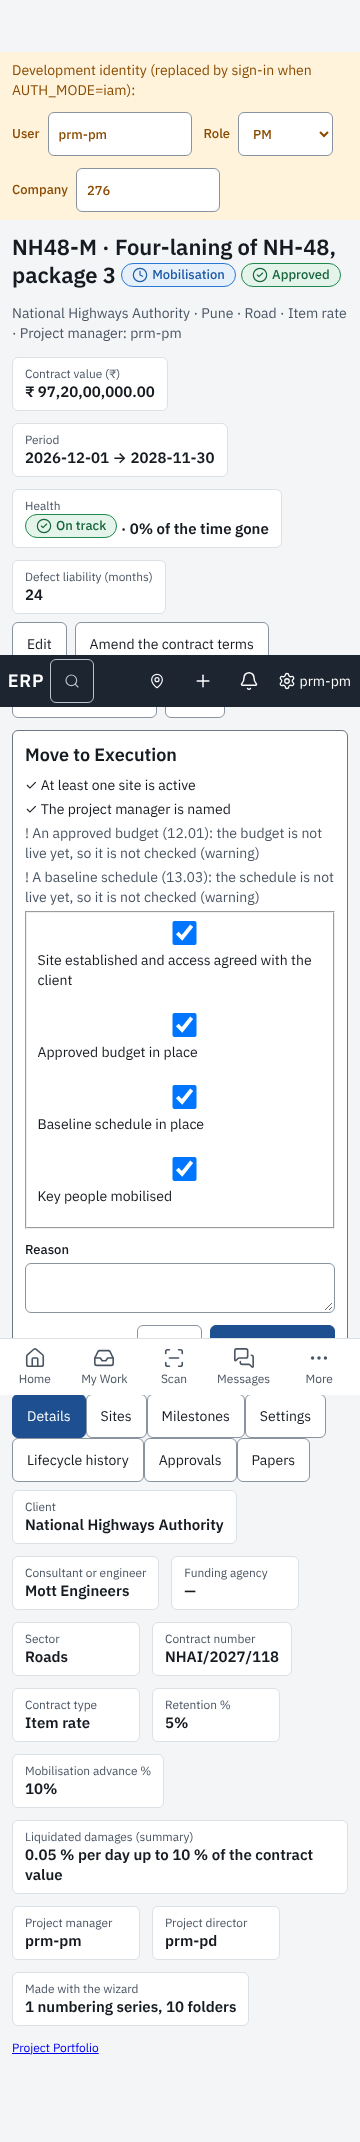 Development identity (replaced by sign-in when
AUTH_MODE=iam):
User prm-pm Role PM
Company 276
NH48-M · Four-laning of NH-48,
package 3 Mobilisation Approved
National Highways Authority · Pune · Road · Item rate
· Project manager: prm-pm
Contract value (₹)
₹ 97,20,00,000.00
Period
2026-12-01 → 2028-11-30
Health
On track · 0% of the time gone
Defect liability (months)
24
Edit Amend the contract terms
ERP prm-pm
Move to Execution
✓ At least one site is active
✓ The project manager is named
! An approved budget (12.01): the budget is not
live yet, so it is not checked (warning)
! A baseline schedule (13.03): the schedule is not
live yet, so it is not checked (warning)
Site established and access agreed with the
client
Approved budget in place
Baseline schedule in place
Key people mobilised
Reason
Home My Work Scan Messages More
Details Sites Milestones Settings
Lifecycle history Approvals Papers
Client
National Highways Authority
Consultant or engineer Funding agency
Mott Engineers —
Sector Contract number
Roads NHAI/2027/118
Contract type Retention %
Item rate 5%
Mobilisation advance %
10%
Liquidated damages (summary)
0.05 % per day up to 10 % of the contract
value
Project manager Project director
prm-pm prm-pd
Made with the wizard
1 numbering series, 10 folders
Project Portfolio